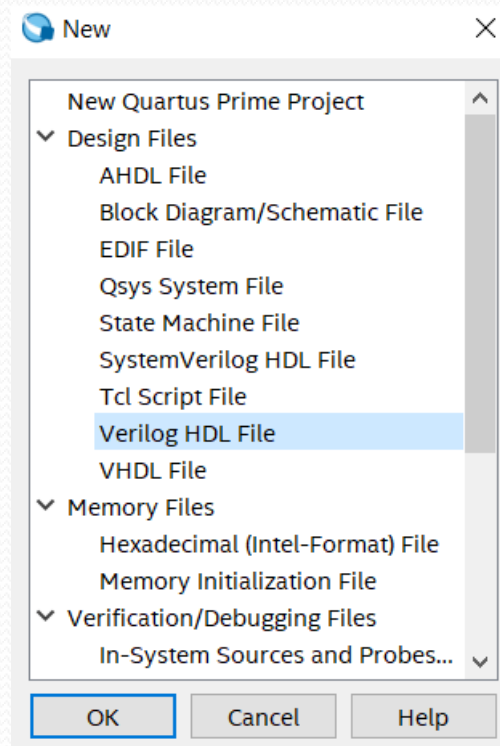 New
New Quartus Prime Project
Design Files
AHDL File
Block Diagram/Schematic File
EDIF File
Qsys System File
State Machine File
SystemVerilog HDL File
Tcl Script File
Verilog HDL File
VHDL File
Memory Files
Hexadecimal (Intel-Format) File
Memory Initialization File
Verification/Debugging Files
In-System Sources and Probes...
OK Cancel Help